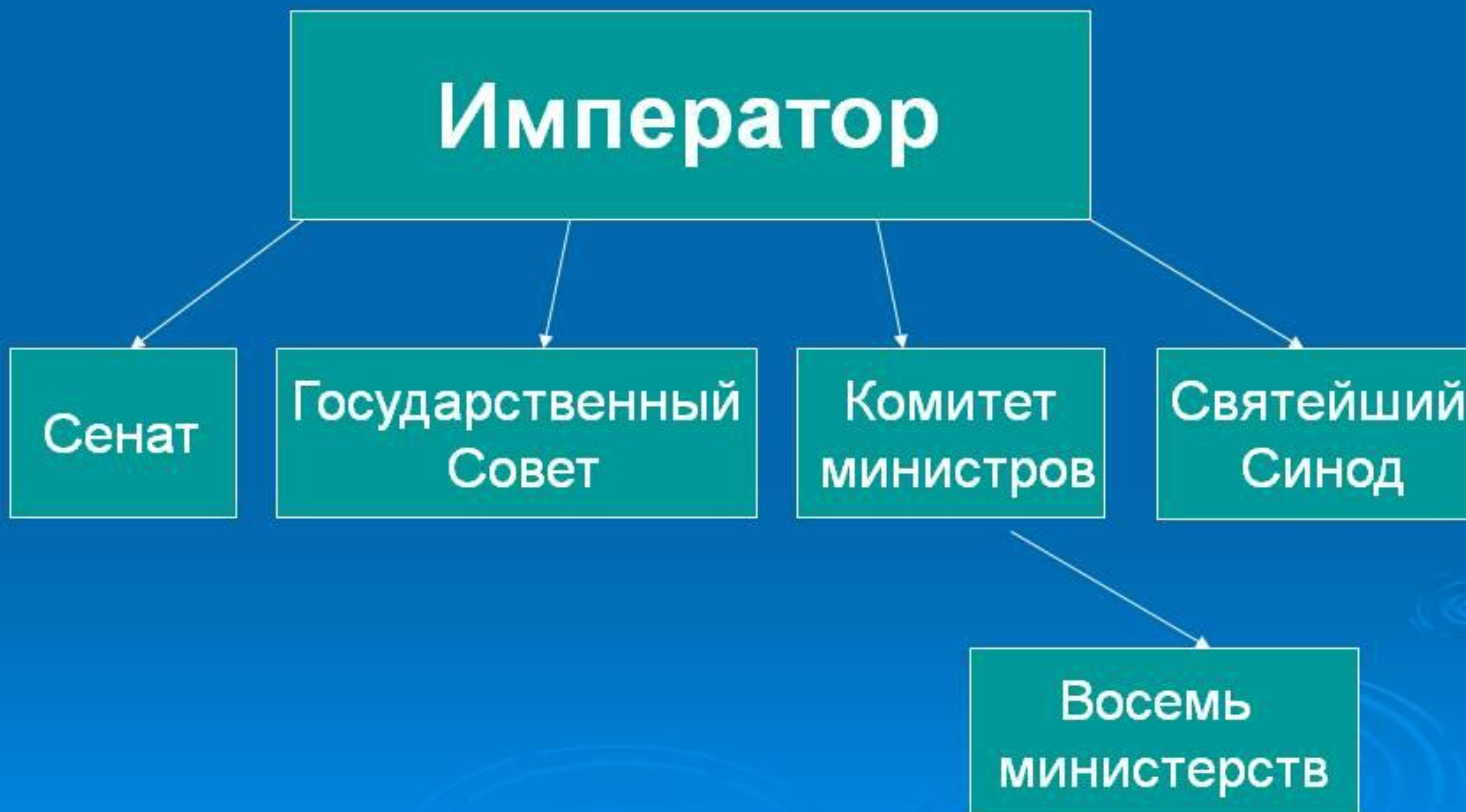 Император
Сенат
Государственный
Совет
Комитет
министров
Святейший
Синод
Восемь
министерств